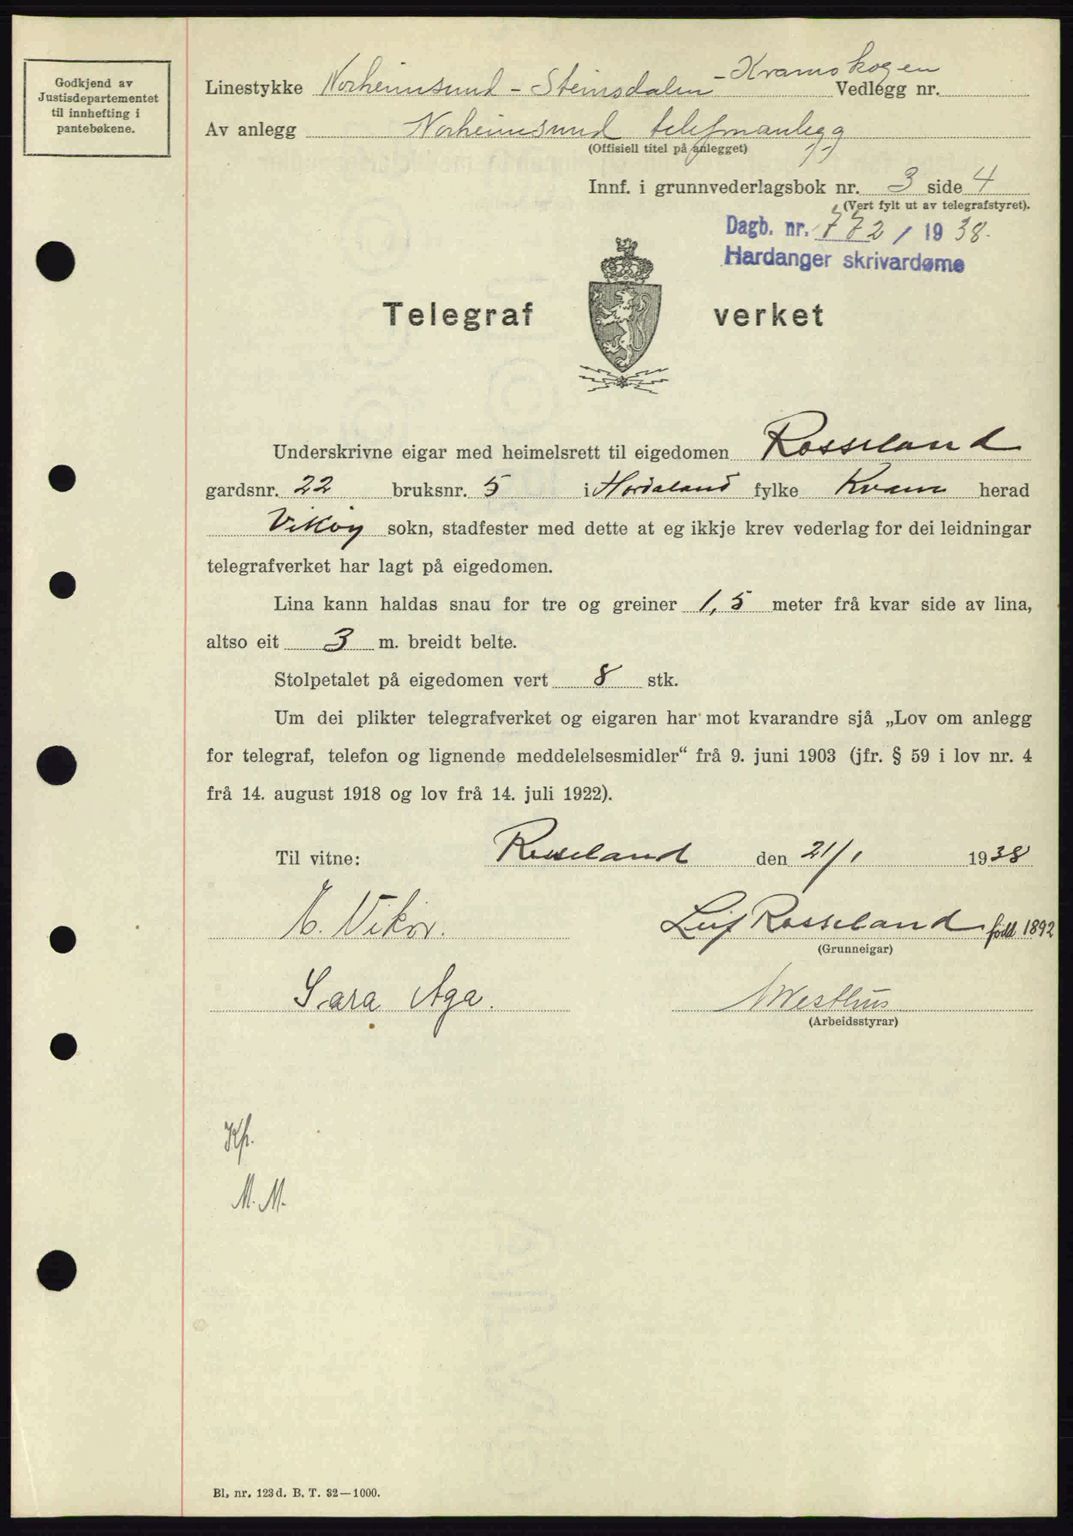 Godkjend av
Justisdepartementet
til innhefting i
pantebøkene.
Linestykke Norheimsund - Steinsdalen - Kvamskogen Vedlegg nr.
Av anlegg Norheimsund telefonanlegg
(Offisiell titel på anlegget)
Innf. i grunnvederlagsbok nr. 3 side 4
(Vert fylt ut av telegrafstyret).
Dagb. nr. 772 / 1938.
Hardanger skrivardøme
Telegraf verket
Underskrivne eigar med heimelsrett til eigedomen Rosseland
gardsnr. 22 bruksnr. 5 i Hordaland fylke Kvam herad
Vikøy sokn, stadfester med dette at eg ikkje krev vederlag for dei leidningar
telegrafverket har lagt på eigedomen.
Lina kann haldas snau for tre og greiner 1,5 meter frå kvar side av lina,
altso eit 3 m. breidt belte.
Stolpetalet på eigedomen vert 8 stk.
Um dei plikter telegrafverket og eigaren har mot kvarandre sjå „Lov om anlegg
for telegraf, telefon og lignende meddelelsesmidler“ frå 9. juni 1903 (jfr. § 59 i lov nr. 4
frå 14. august 1918 og lov frå 14. juli 1922).
Til vitne: Rosseland den 21/1 1938
Vikør. Leif Rosseland født 1892
(Grunneigar)
Sara Aga. Westhus
(Arbeidsstyrar)
Kp.
M. M.
Bl. nr. 123 d. B. T. 32—1000.